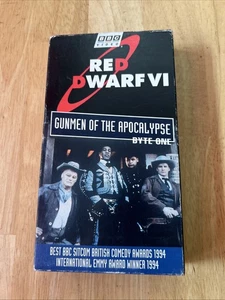 BBC
VIDEO
RED
DWARF VI
GUNMEN OF THE APOCALYPSE
BYTE ONE
BEST BBC SITCOM BRITISH COMEDY AWARDS 1994
INTERNATIONAL EMMY AWARD WINNER 1994